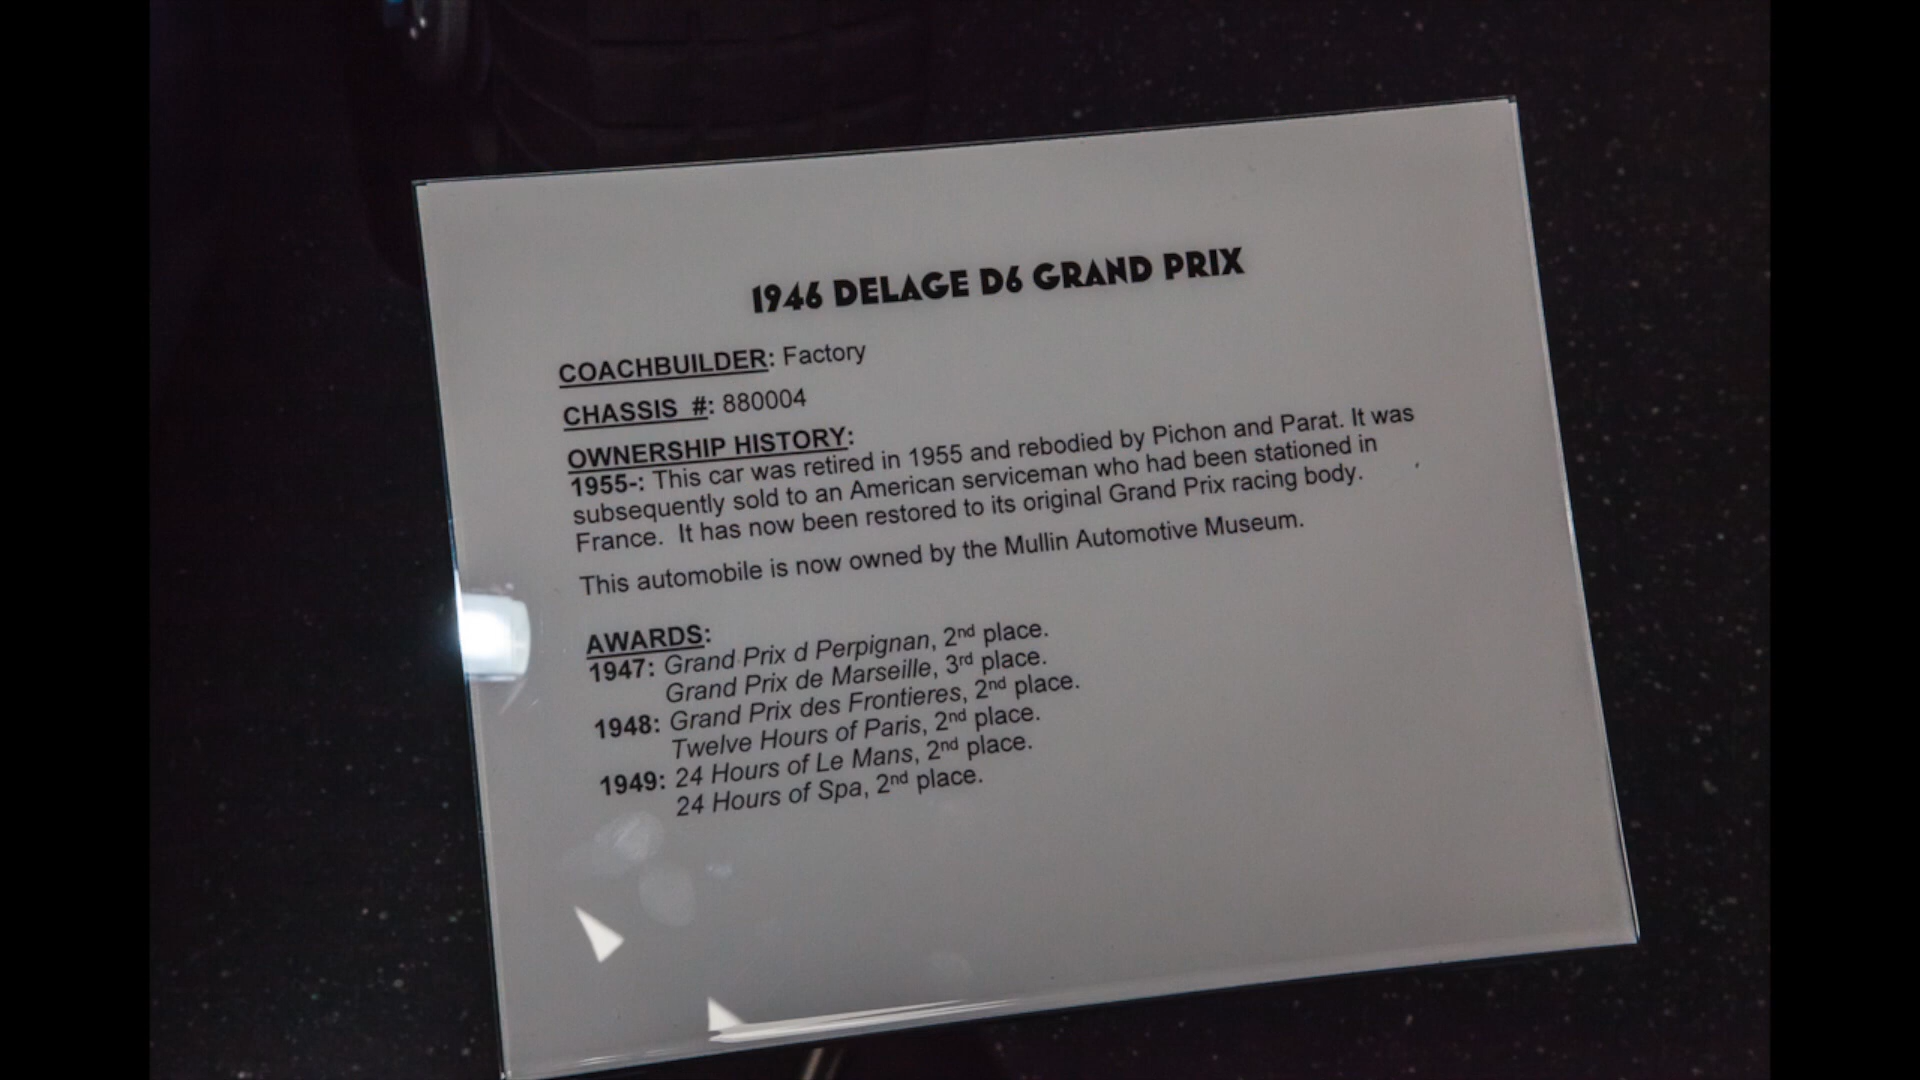 1946 DELAGE D6 GRAND PRIX
COACHBUILDER: Factory
CHASSIS #: 880004
OWNERSHIP HISTORY:
1955-: This car was retired in 1955 and rebodied by Pichon and Parat. It was
subsequently sold to an American serviceman who had been stationed in
France. It has now been restored to its original Grand Prix racing body.
This automobile is now owned by the Mullin Automotive Museum.
AWARDS:
1947: Grand Prix d Perpignan, 2nd place.
Grand Prix de Marseille, 3rd place.
1948: Grand Prix des Frontieres, 2nd place.
Twelve Hours of Paris, 2nd place.
1949: 24 Hours of Le Mans, 2nd place.
24 Hours of Spa, 2nd place.